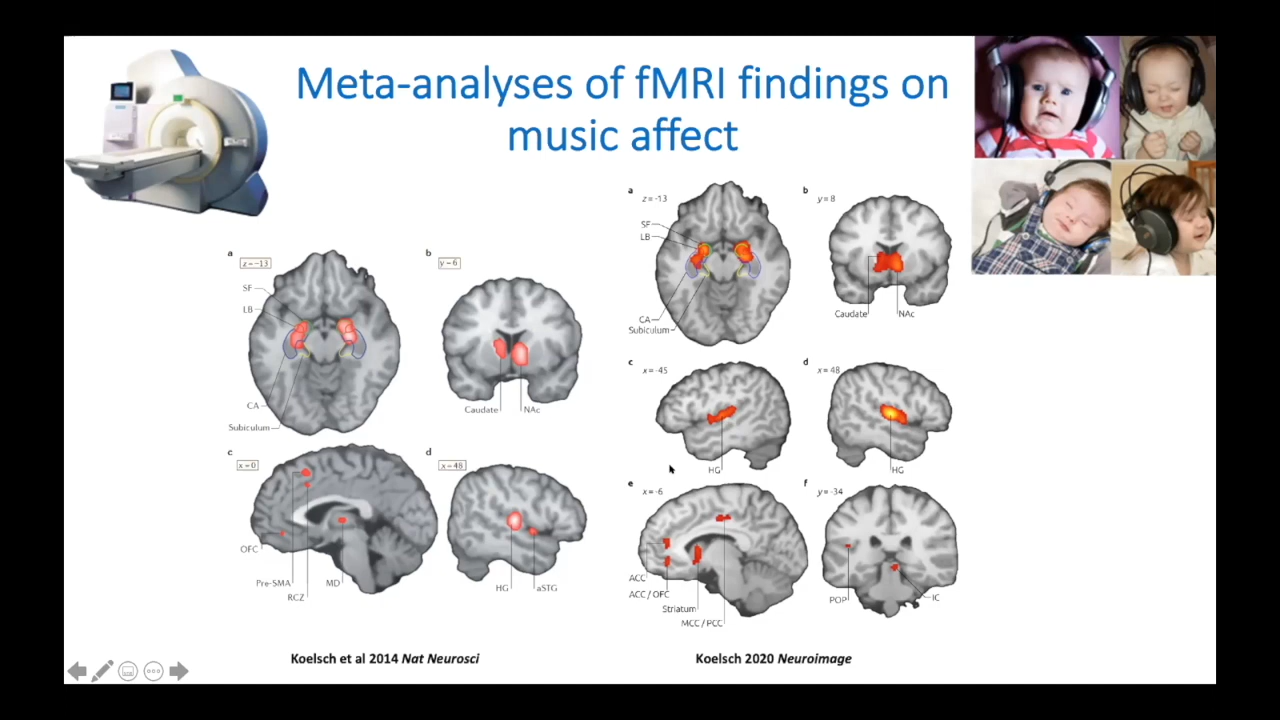 Meta-analyses of fMRI findings on
music affect
a
z=-13
SF
LB
CA
Subiculum
b
y=6
Caudate
NAc
c
x=0
OFC
Pre-SMA
RCZ
MD
d
x=48
HG
aSTG
Koelsch et al 2014 Nat Neurosci
a
z=-13
SF
LB
CA
Subiculum
b
y=8
Caudate
NAc
c
x=-45
HG
d
x=48
HG
e
x=-6
ACC
ACC / OFC
Striatum
MCC / PCC
f
y=-34
POP
IC
Koelsch 2020 Neuroimage